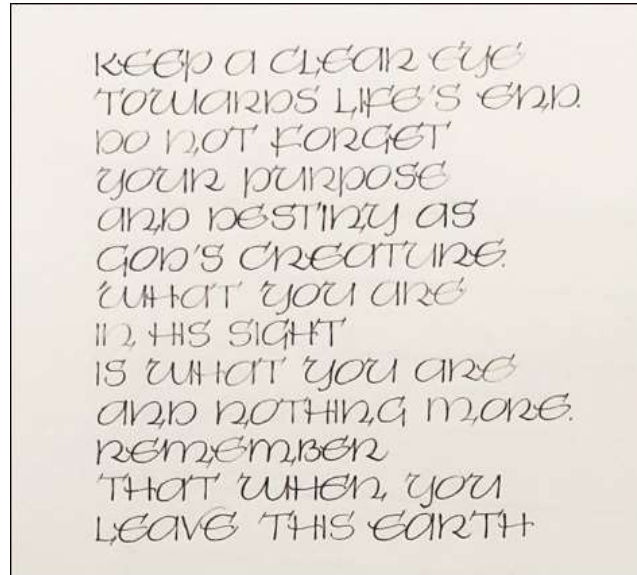 KEEP A CLEAR EYE
TOWARDS LIFE'S END.
DO NOT FORGET
YOUR PURPOSE
AND DESTINY AS
GOD'S CREATURE.
WHAT YOU ARE
IN HIS SIGHT
IS WHAT YOU ARE
AND NOTHING MORE.
REMEMBER
THAT WHEN YOU
LEAVE THIS EARTH